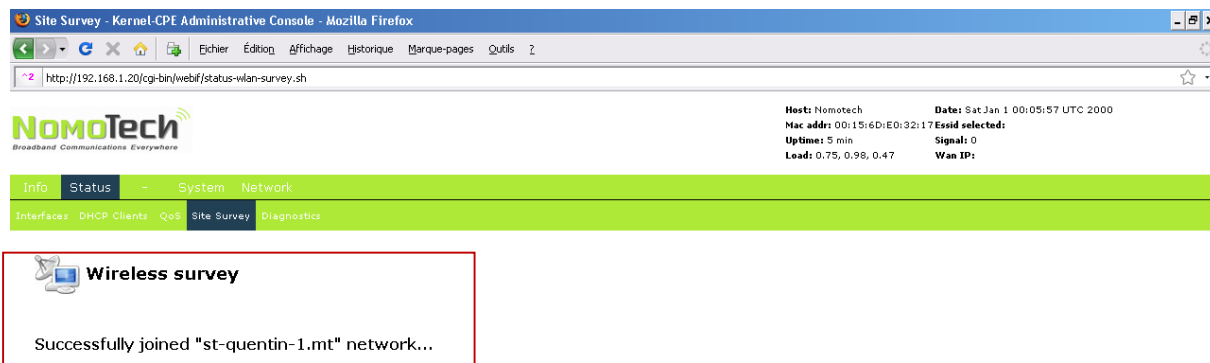 Site Survey - Kernel-CPE Administrative Console - Mozilla Firefox
Fichier Édition Affichage Historique Marque-pages Outils ?
^2 http://192.168.1.20/cgi-bin/webif/status-wlan-survey.sh
NomoTech
Broadband Communications Everywhere
Host: Nomotech Date: Sat Jan 1 00:05:57 UTC 2000
Mac addr: 00:15:6D:E0:32:17 Essid selected:
Uptime: 5 min Signal: 0
Load: 0.75, 0.98, 0.47 Wan IP:
Info Status - System Network
Interfaces DHCP Clients QoS Site Survey Diagnostics
Wireless survey
Successfully joined "st-quentin-1.mt" network...